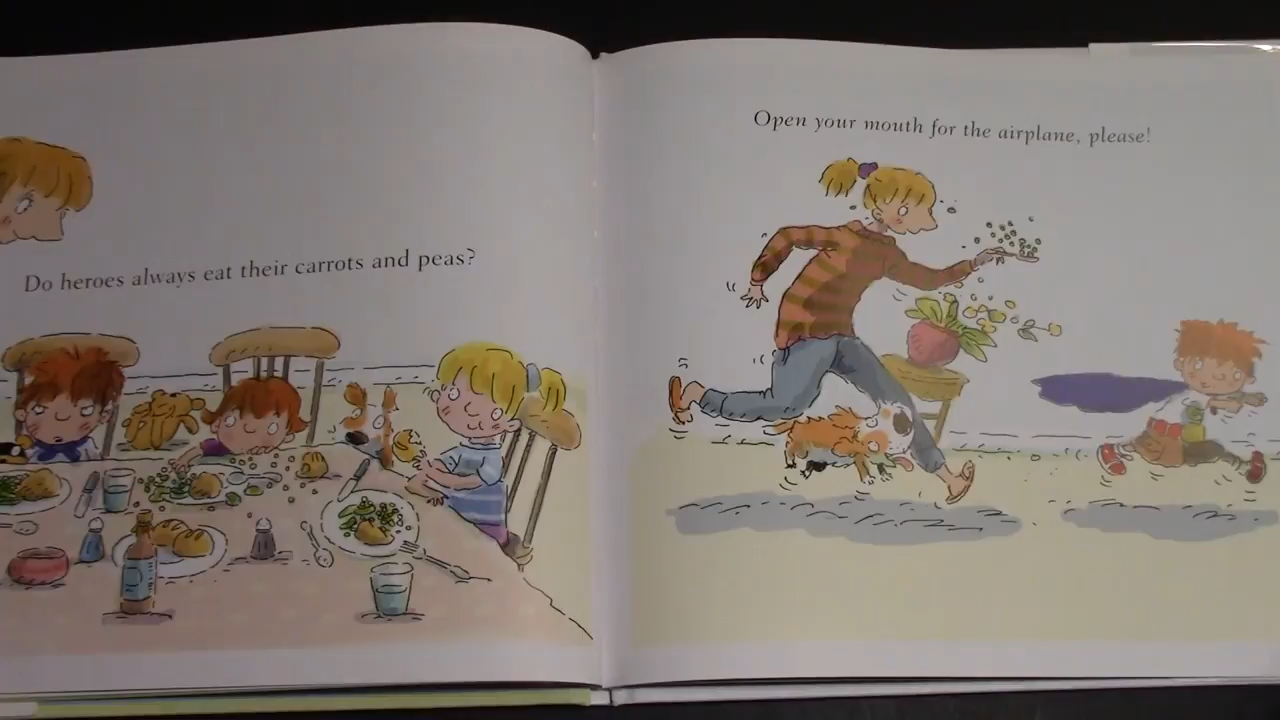 Do heroes always eat their carrots and peas?
Open your mouth for the airplane, please!